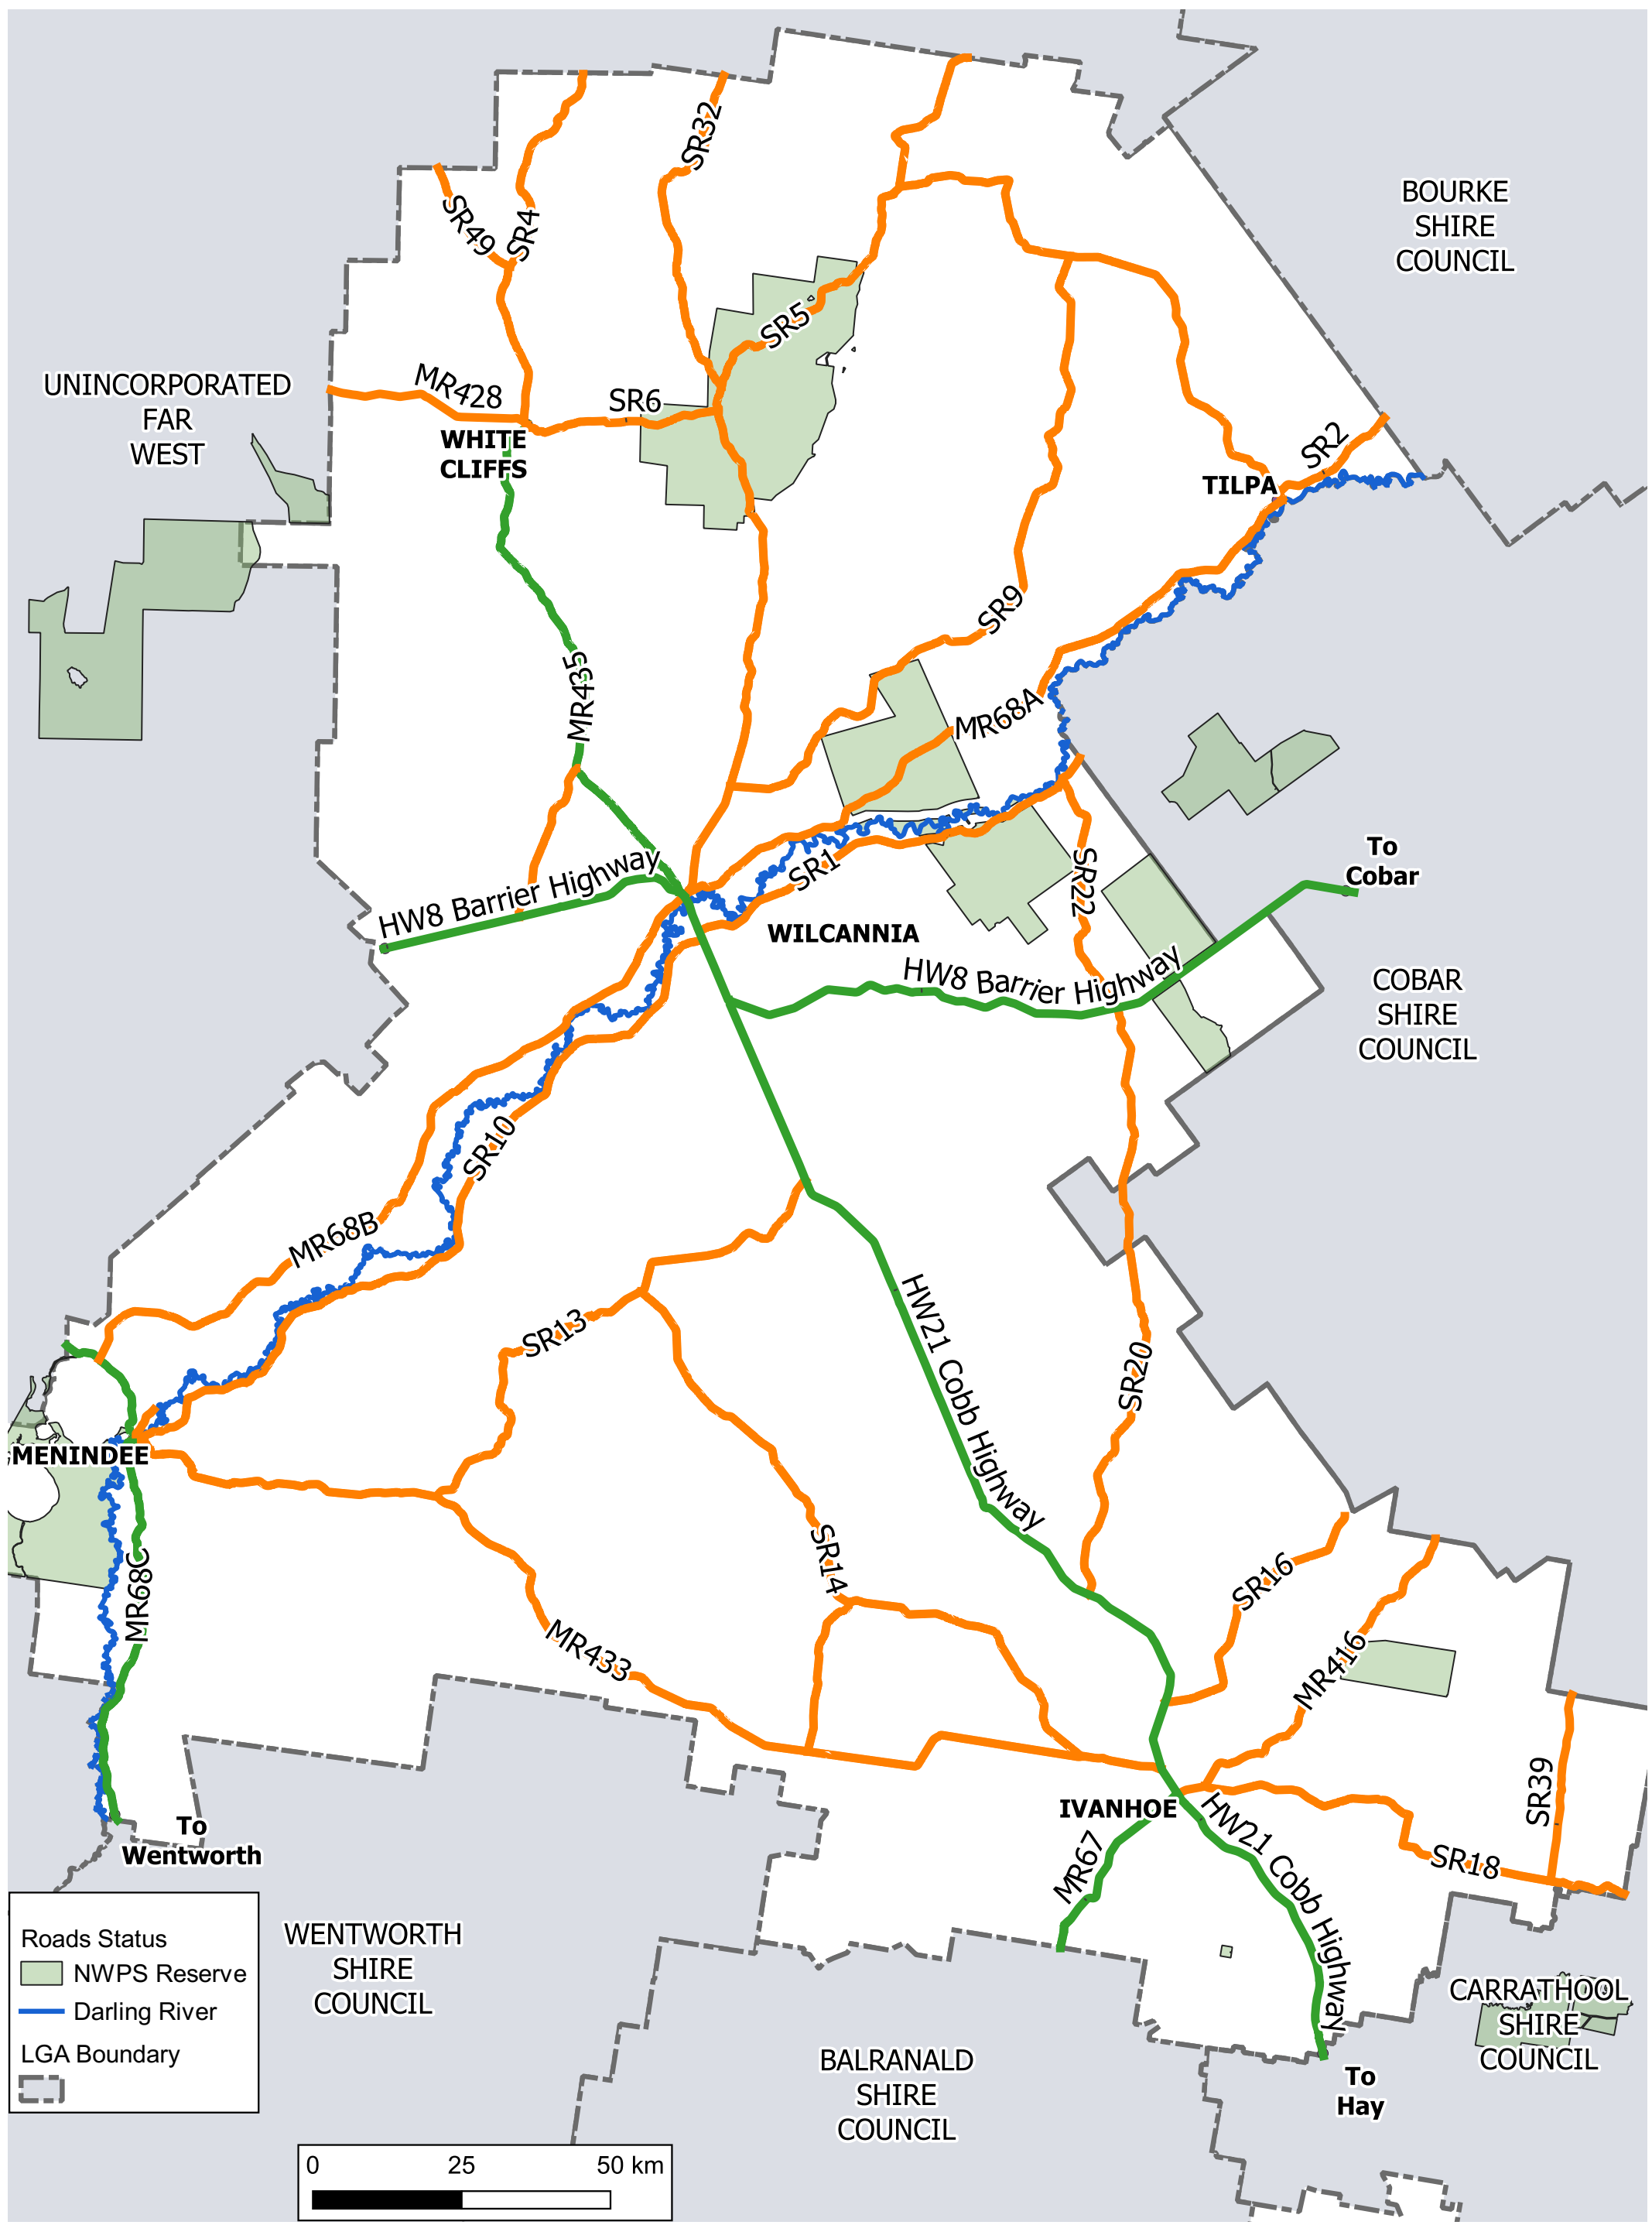 SR32
BOURKE
SHIRE
COUNCIL
SR49
SR4
SR5
UNINCORPORATED
FAR
WEST
MR428
SR6
WHITE
CLIFFS
SR2
TILPA
SR9
MR435
MR68A
To
Cobar
HW8 Barrier Highway
SR1
SR22
WILCANNIA
HW8 Barrier Highway
COBAR
SHIRE
COUNCIL
SR10
MR68B
SR13
HW21 Cobb Highway
SR20
MENINDEE
SR14
SR16
MR68C
MR433
MR416
SR39
IVANHOE
HW21 Cobb Highway
To
Wentworth
MR67
SR18
Roads Status
NWPS Reserve
Darling River
LGA Boundary
WENTWORTH
SHIRE
COUNCIL
CARRATHOOL
SHIRE
COUNCIL
BALRANALD
SHIRE
COUNCIL
To
Hay
0 25 50 km